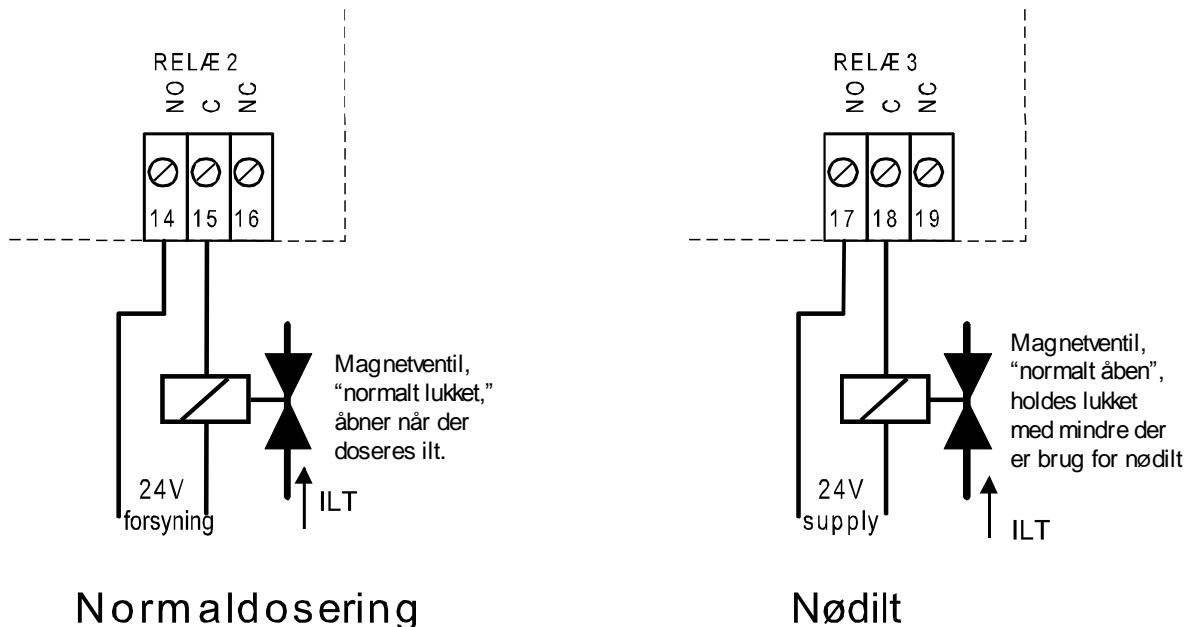 RELÆ 2
NO
C
NC
14 15 16
Magnetventil,
“normalt lukket,”
åbner når der
doseres ilt.
24V
forsyning
ILT
Normaldosering
RELÆ 3
NO
C
NC
17 18 19
Magnetventil,
“normalt åben”,
holdes lukket
med mindre der
er brug for nødilt
24V
supply
ILT
Nødilt